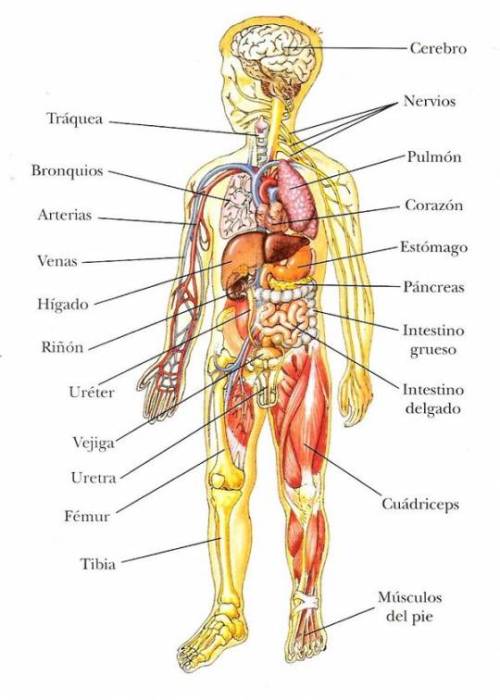 Cerebro
Nervios
Tráquea
Pulmón
Bronquios
Corazón
Arterias
Estómago
Venas
Páncreas
Hígado
Intestino
grueso
Riñón
Intestino
delgado
Uréter
Vejiga
Uretra
Cuádriceps
Fémur
Tibia
Músculos
del pie